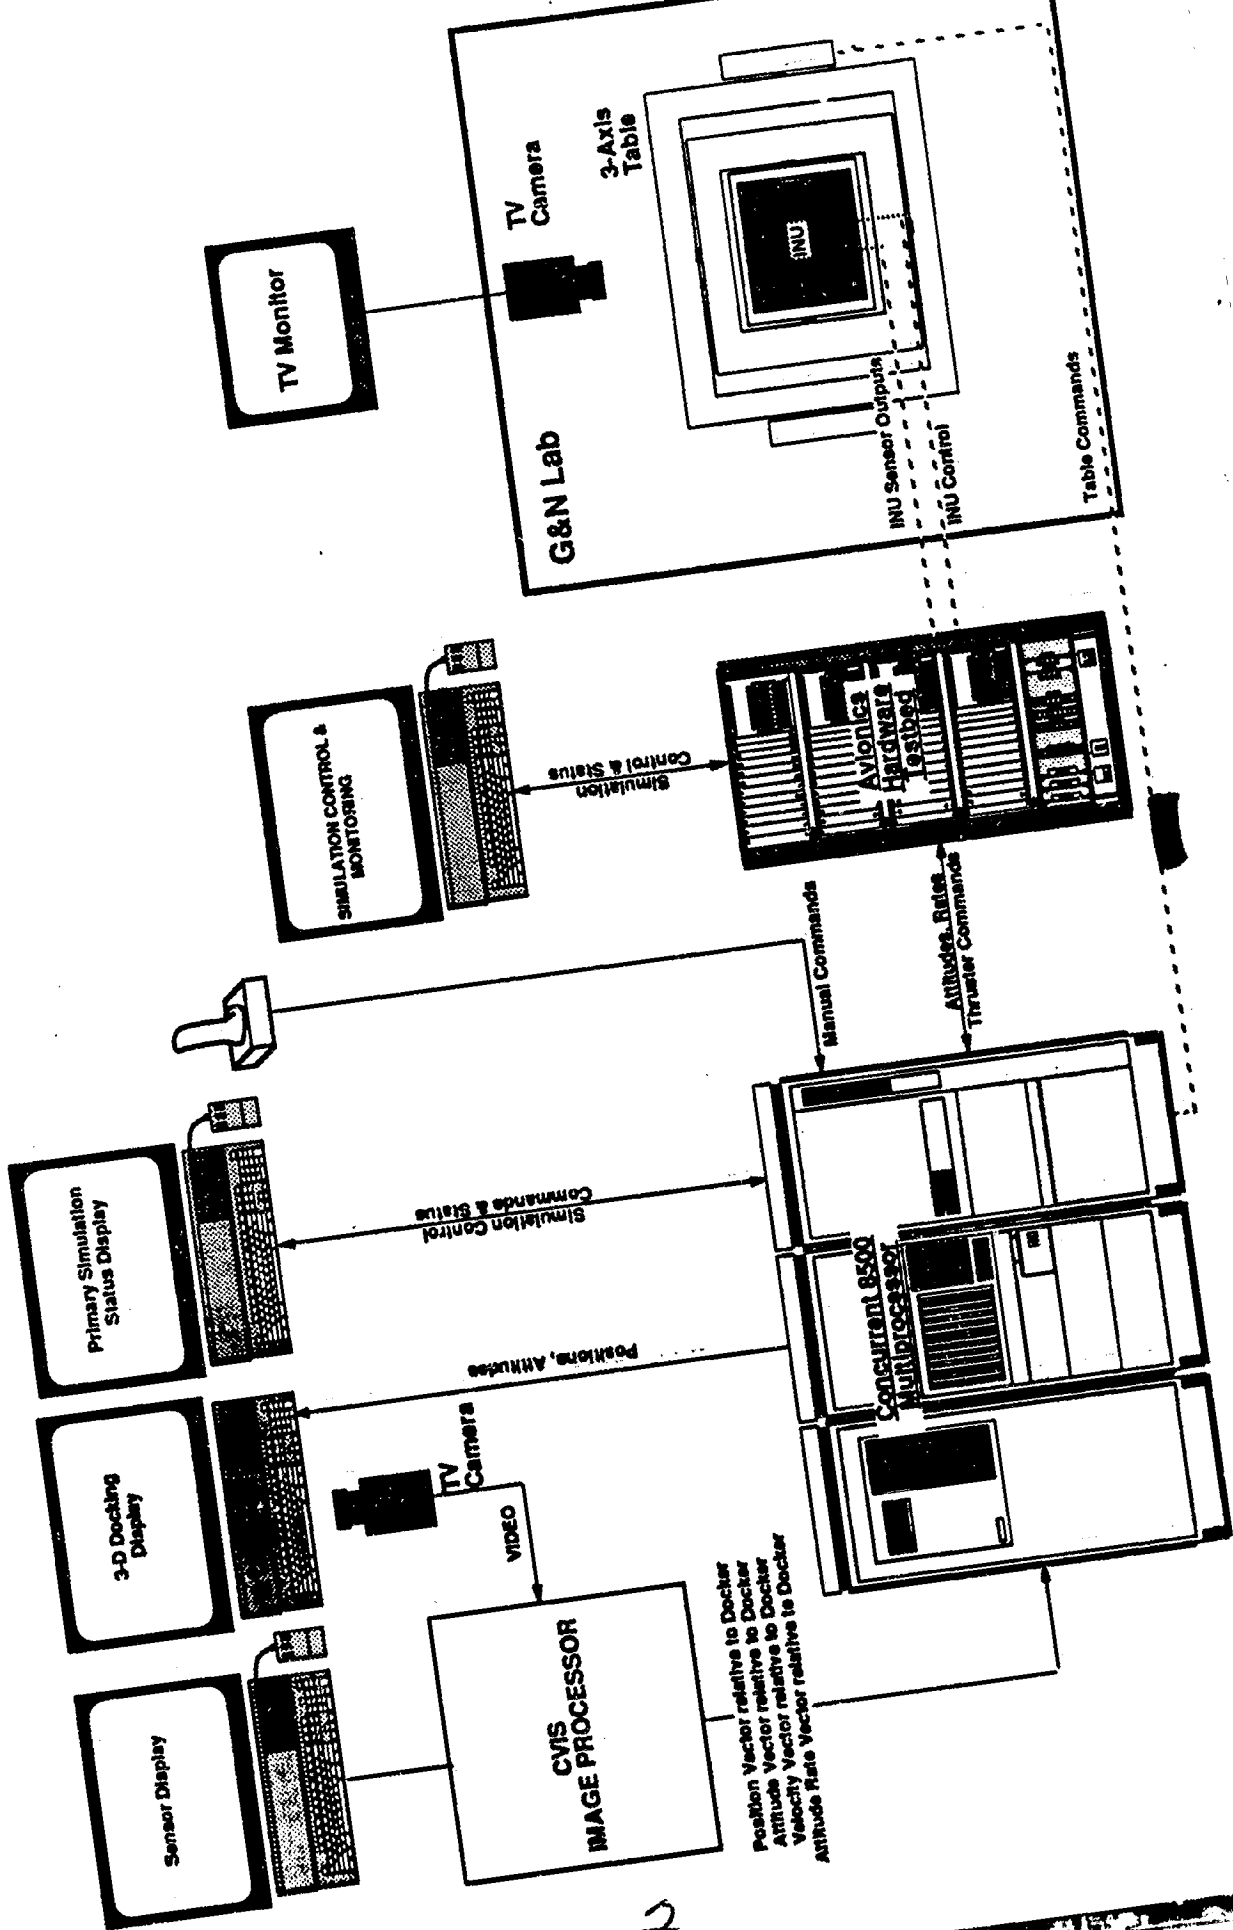 Sensor Display
3-D Docking
Display
Primary Simulation
Status Display
SIMULATION CONTROL &
MONITORING
TV Monitor
TV
Camera
VIDEO
CVIS
IMAGE PROCESSOR
Position Vector relative to Docker
Attitude Vector relative to Docker
Velocity Vector relative to Docker
Attitude Rate Vector relative to Docker
Positions, Attitudes
Simulation Control
Commands & Status
Manual Commands
Simulation
Control & Status
Concurrent 8500
Multiprocessor
Attitudes, Rates
Thruster Commands
Avionics
Hardware
Testbed
G&N Lab
TV
Camera
3-Axis
Table
INU
INU Sensor Outputs
INU Control
Table Commands
2